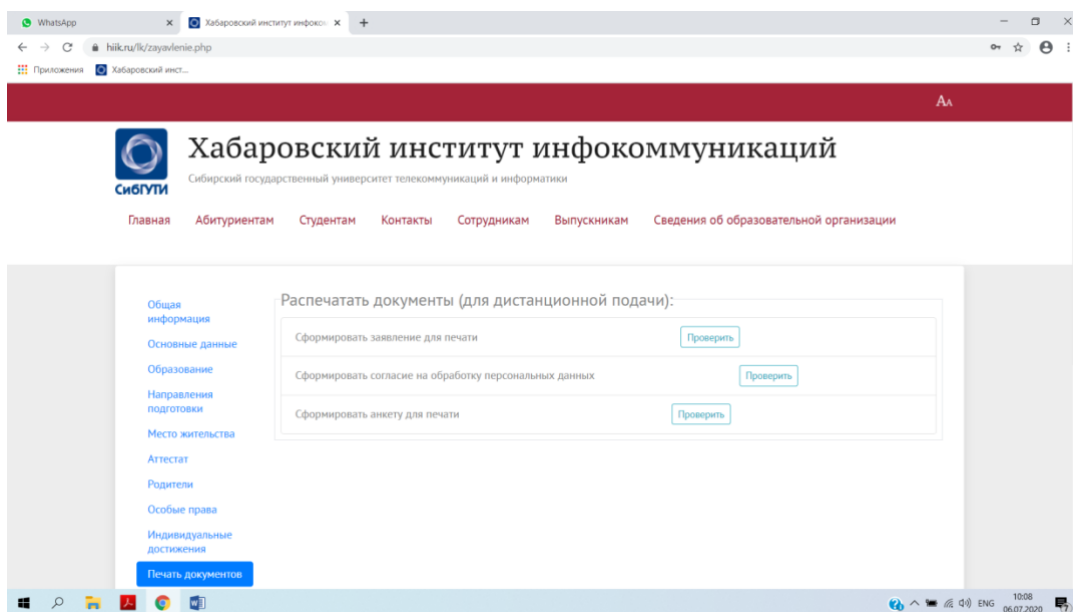 WhatsApp
Хабаровский институт инфокои
hiik.ru/lk/zayavlenie.php
Приложения Хабаровский инст...
AA
Хабаровский институт инфокоммуникаций
Сибирский государственный университет телекоммуникаций и информатики
СибГУТИ
Главная Абитуриентам Студентам Контакты Сотрудникам Выпускникам Сведения об образовательной организации
Общая
информация
Основные данные
Образование
Направления
подготовки
Место жительства
Аттестат
Родители
Особые права
Индивидуальные
достижения
Печать документов
Распечатать документы (для дистанционной подачи):
Сформировать заявление для печати Проверить
Сформировать согласие на обработку персональных данных Проверить
Сформировать анкету для печати Проверить
ENG
10:08
06.07.2020
7